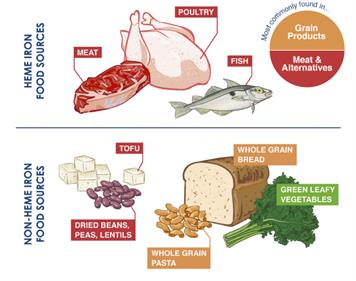 HEME IRON
FOOD SOURCES
MEAT
POULTRY
FISH
Most commonly found in...
Grain
Products
Meat &
Alternatives
NON-HEME IRON
FOOD SOURCES
TOFU
DRIED BEANS,
PEAS, LENTILS
WHOLE GRAIN
BREAD
GREEN LEAFY
VEGETABLES
WHOLE GRAIN
PASTA